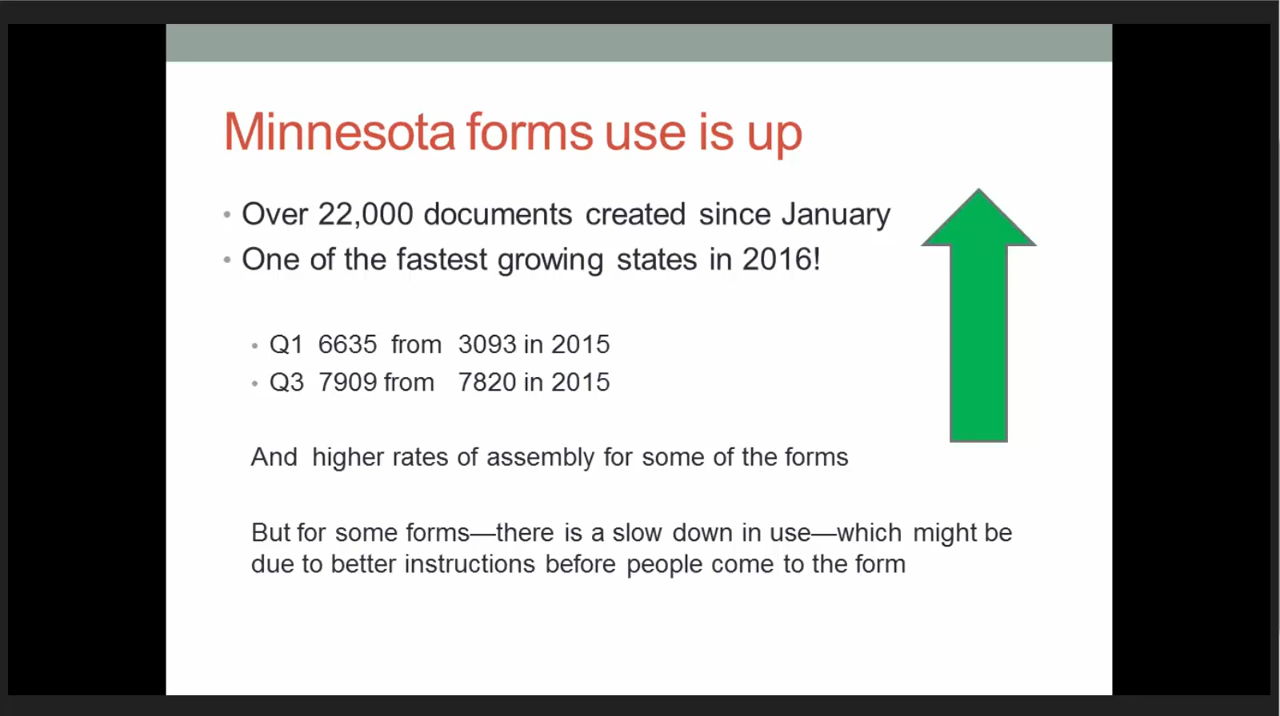 Minnesota forms use is up
• Over 22,000 documents created since January
• One of the fastest growing states in 2016!
• Q1 6635 from 3093 in 2015
• Q3 7909 from 7820 in 2015
And higher rates of assembly for some of the forms
But for some forms—there is a slow down in use—which might be
due to better instructions before people come to the form